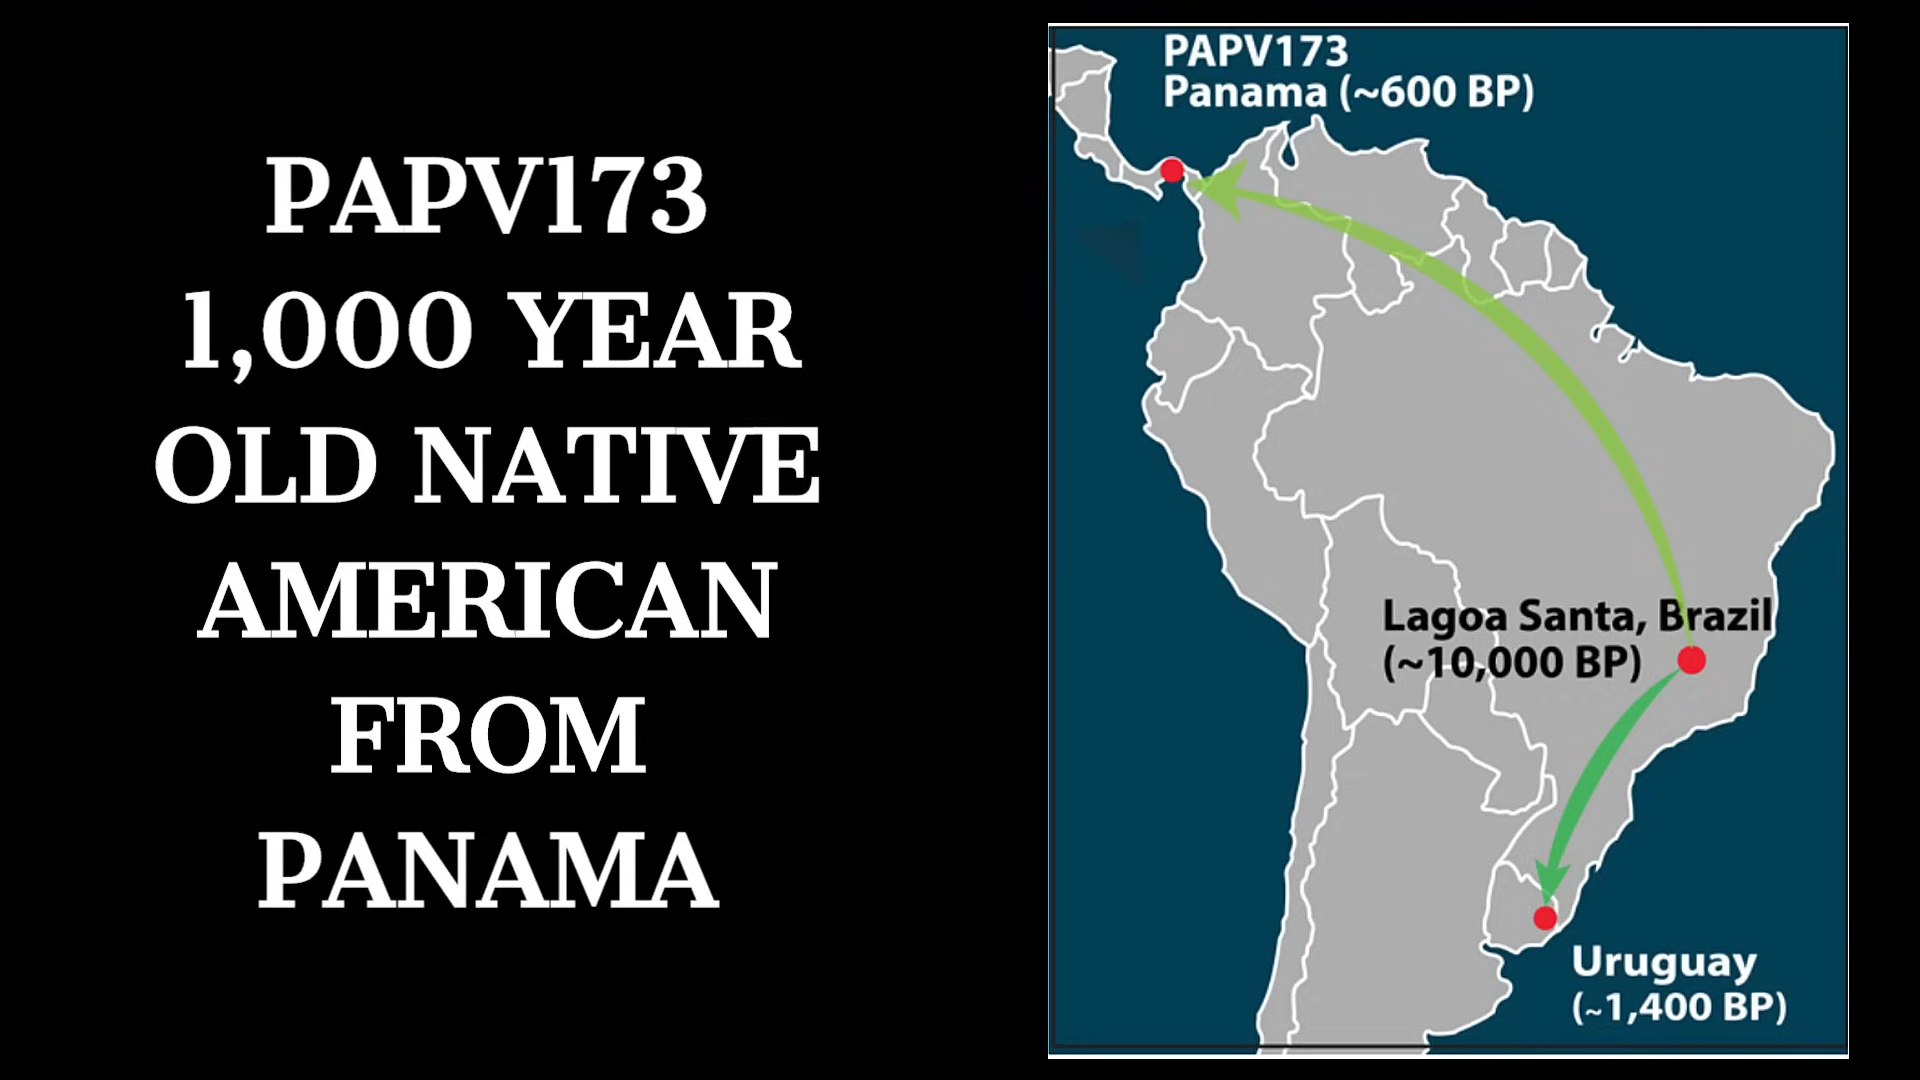 PAPV173
1,000 YEAR
OLD NATIVE
AMERICAN
FROM
PANAMA
PAPV173
Panama (~600 BP)
Lagoa Santa, Brazil
(~10,000 BP)
Uruguay
(~1,400 BP)